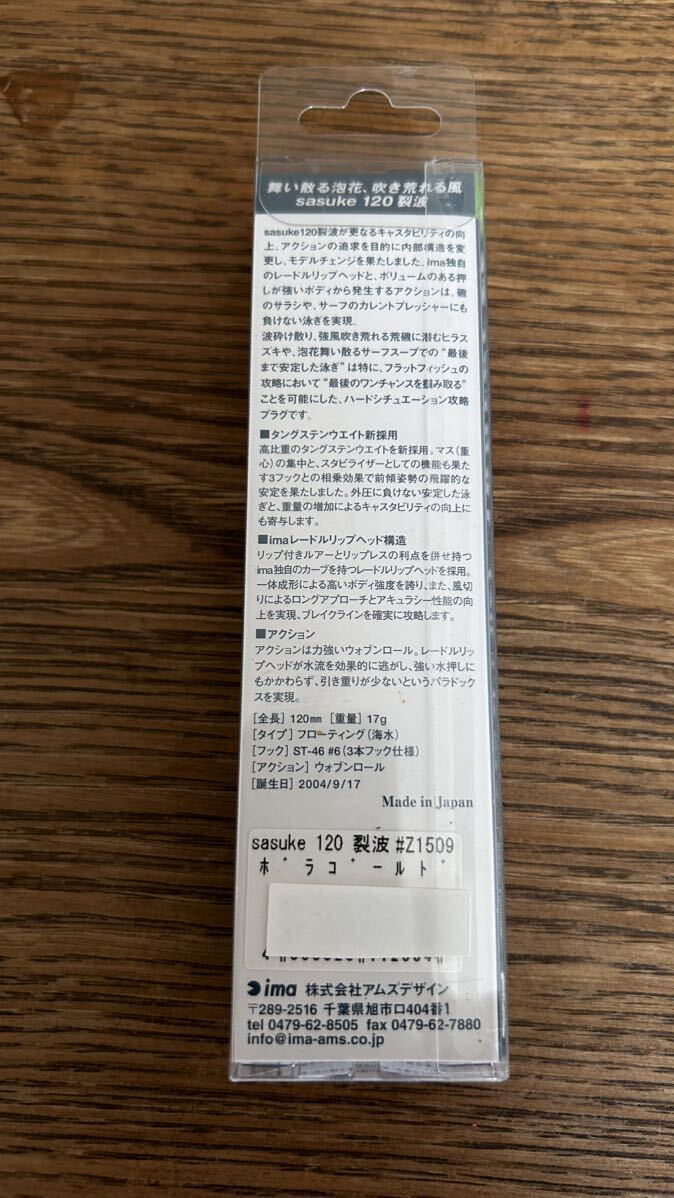 舞い散る泡花、吹き荒れる風
sasuke 120 裂波
sasuke120裂波が更なるキャスタビリティの向
上、アクションの追求を目的に内部構造を変
更し、モデルチェンジを果たしました。ima独自
のレードルリップヘッドと、ボリュームのある押
しが強いボディから発生するアクションは、磯
のサラシや、サーフのカレントプレッシャーにも
負けない泳ぎを実現。
波砕け散り、強風吹き荒れる荒磯に潜むヒラス
ズキや、泡花舞い散るサーフスープでの“最後
まで安定した泳ぎ”は特に、フラットフィッシュの
攻略において“最後のワンチャンスを掴み取る”
ことを可能にした、ハードシチュエーション攻略
プラグです。
■タングステンウエイト新採用
高比重のタングステンウエイトを新採用。マス(重
心)の集中と、スタビライザーとしての機能も果た
す3フックとの相乗効果で前傾姿勢の飛躍的な
安定を果たしました。外圧に負けない安定した泳
ぎと、重量の増加によるキャスタビリティの向上に
も寄与します。
■imaレードルリップヘッド構造
リップ付きルアーとリップレスの利点を併せ持つ
ima独自のカーブを持つレードルリップヘッドを採用。
一体成形による高いボディ強度を誇り、また、風切
りによるロングアプローチとアキュラシー性能の向
上を実現、ブレイクラインを確実に攻略します。
■アクション
アクションは力強いウォブンロール。レードルリッ
プヘッドが水流を効果的に逃がし、強い水押しに
もかかわらず、引き重りが少ないというパラドック
スを実現。
[全長] 120mm [重量] 17g
[タイプ] フローティング(海水)
[フック] ST-46 #6(3本フック仕様)
[アクション] ウォブンロール
[誕生日] 2004/9/17
Made in Japan
sasuke 120 裂波 #Z1509
ボラゴールド
ima 株式会社アムズデザイン
〒289-2516 千葉県旭市ロ404番1
tel 0479-62-8505 fax 0479-62-7880
info@ima-ams.co.jp